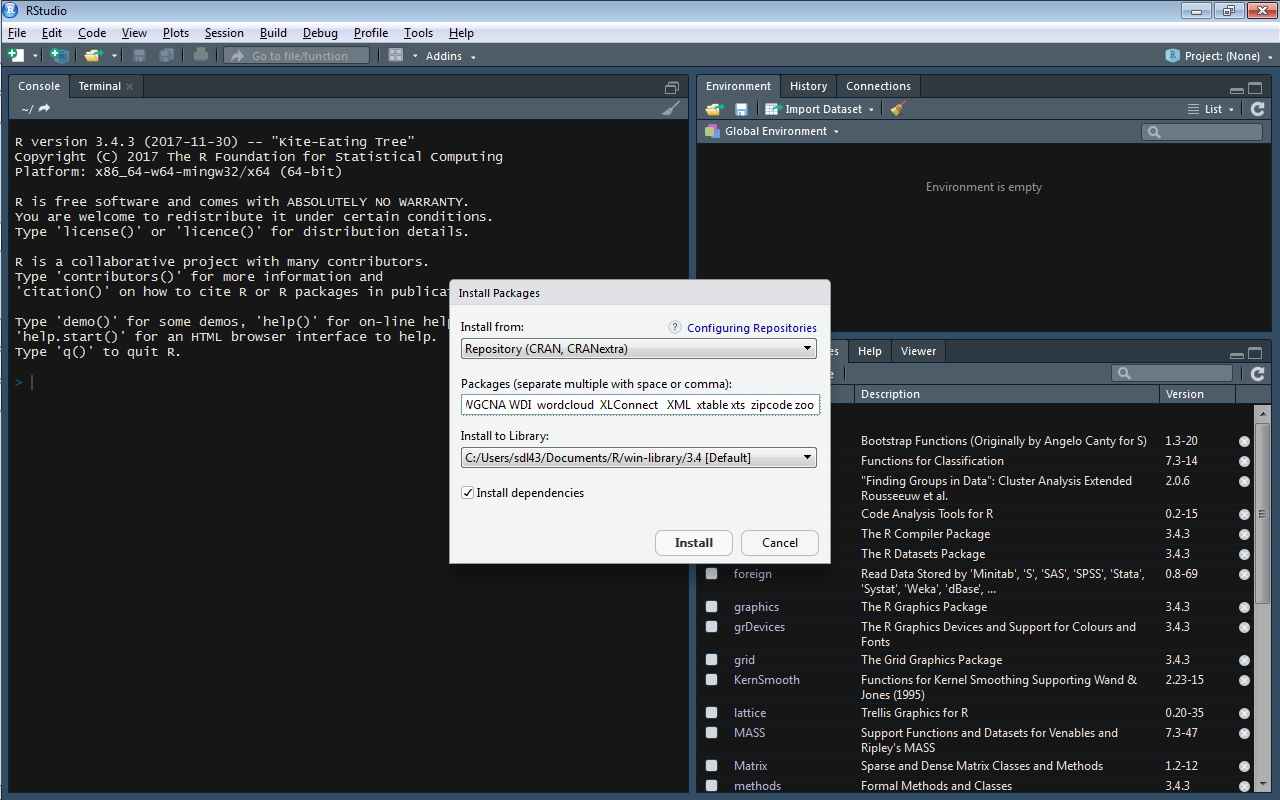 RStudio
File Edit Code View Plots Session Build Debug Profile Tools Help
Go to file/function Addins Project: (None)
Console Terminal
~/
R version 3.4.3 (2017-11-30) -- "Kite-Eating Tree"
Copyright (C) 2017 The R Foundation for Statistical Computing
Platform: x86_64-w64-mingw32/x64 (64-bit)
R is free software and comes with ABSOLUTELY NO WARRANTY.
You are welcome to redistribute it under certain conditions.
Type 'license()' or 'licence()' for distribution details.
R is a collaborative project with many contributors.
Type 'contributors()' for more information and
'citation()' on how to cite R or R packages in publicat
Type 'demo()' for some demos, 'help()' for on-line help
'help.start()' for an HTML browser interface to help.
Type 'q()' to quit R.
>
Install Packages
Install from: ? Configuring Repositories
Repository (CRAN, CRANextra)
Packages (separate multiple with space or comma):
WGCNA WDI wordcloud XLConnect XML xtable xts zipcode zoo
Install to Library:
C:/Users/sdl43/Documents/R/win-library/3.4 [Default]
Install dependencies
Install Cancel
Environment History Connections
Import Dataset List
Global Environment
Environment is empty
es Help Viewer
e
Description Version
Bootstrap Functions (Originally by Angelo Canty for S) 1.3-20
Functions for Classification 7.3-14
"Finding Groups in Data": Cluster Analysis Extended 2.0.6
Rousseeuw et al.
Code Analysis Tools for R 0.2-15
The R Compiler Package 3.4.3
The R Datasets Package 3.4.3
foreign Read Data Stored by 'Minitab', 'S', 'SAS', 'SPSS', 'Stata', 0.8-69
'Systat', 'Weka', 'dBase', ...
graphics The R Graphics Package 3.4.3
grDevices The R Graphics Devices and Support for Colours and 3.4.3
Fonts
grid The Grid Graphics Package 3.4.3
KernSmooth Functions for Kernel Smoothing Supporting Wand & 2.23-15
Jones (1995)
lattice Trellis Graphics for R 0.20-35
MASS Support Functions and Datasets for Venables and 7.3-47
Ripley's MASS
Matrix Sparse and Dense Matrix Classes and Methods 1.2-12
methods Formal Methods and Classes 3.4.3